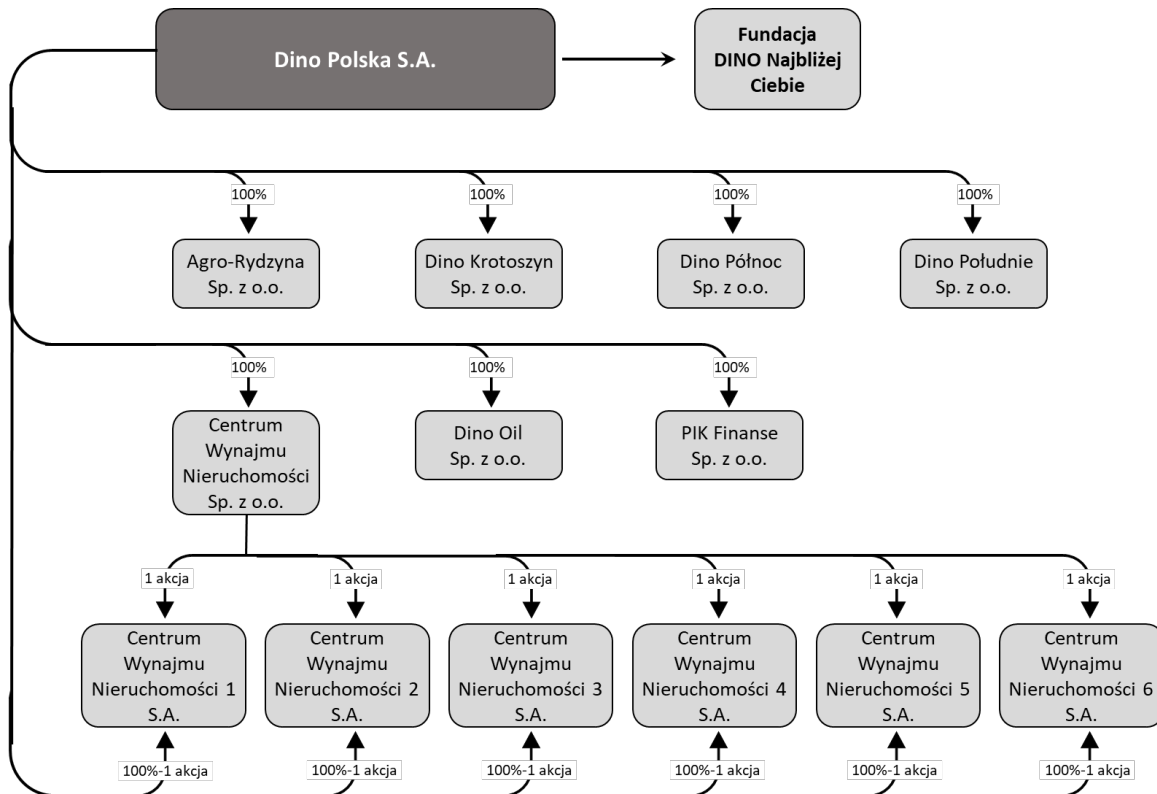 Dino Polska S.A.
Fundacja
DINO Najbliżej
Ciebie
100%
100%
100%
100%
Agro-Rydzyna
Sp. z o.o.
Dino Krotoszyn
Sp. z o.o.
Dino Północ
Sp. z o.o.
Dino Południe
Sp. z o.o.
100%
100%
100%
Centrum
Wynajmu
Nieruchomości
Sp. z o.o.
Dino Oil
Sp. z o.o.
PIK Finanse
Sp. z o.o.
1 akcja
1 akcja
1 akcja
1 akcja
1 akcja
1 akcja
Centrum
Wynajmu
Nieruchomości 1
S.A.
Centrum
Wynajmu
Nieruchomości 2
S.A.
Centrum
Wynajmu
Nieruchomości 3
S.A.
Centrum
Wynajmu
Nieruchomości 4
S.A.
Centrum
Wynajmu
Nieruchomości 5
S.A.
Centrum
Wynajmu
Nieruchomości 6
S.A.
100%-1 akcja
100%-1 akcja
100%-1 akcja
100%-1 akcja
100%-1 akcja
100%-1 akcja